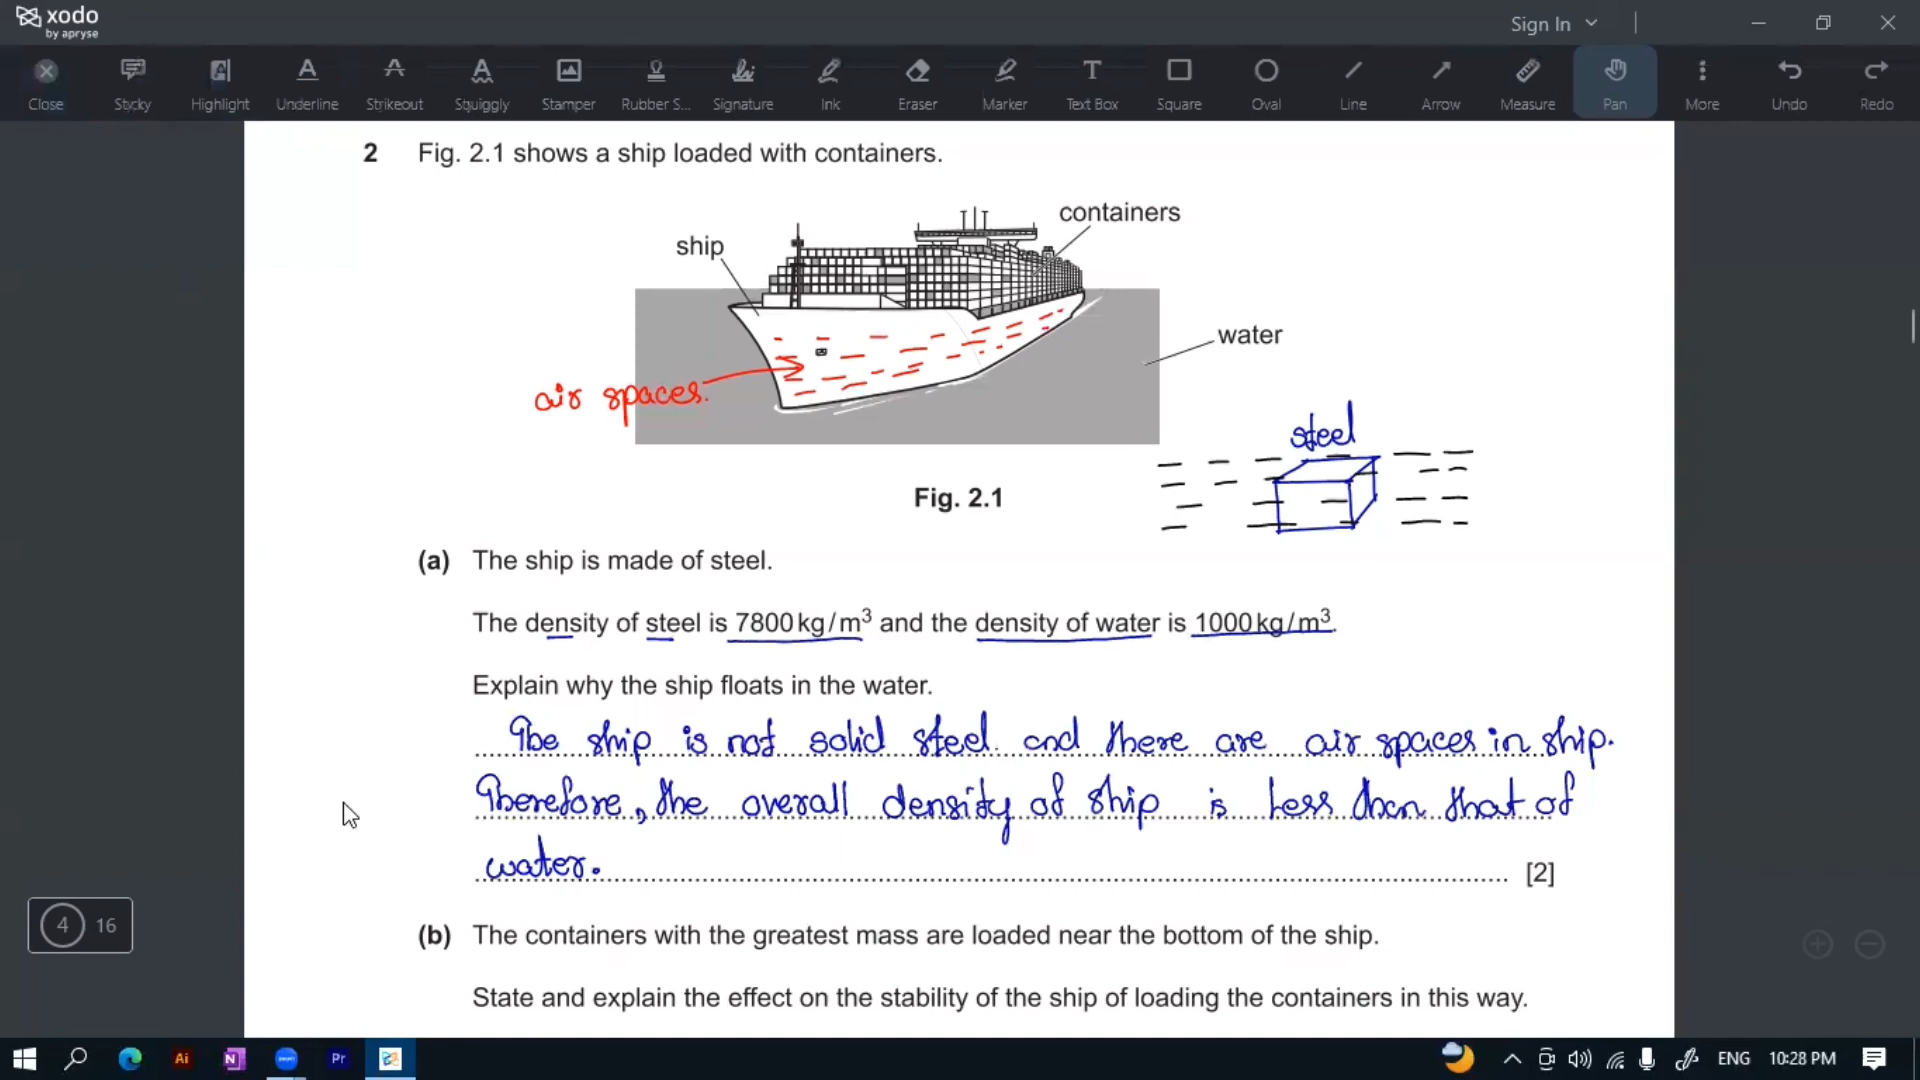 xodo
by apryse
Sign In
Close
Sticky
Highlight
Underline
Strikeout
Squiggly
Stamper
Rubber S...
Signature
Ink
Eraser
Marker
Text Box
Square
Oval
Line
Arrow
Measure
Pan
More
Undo
Redo
2 Fig. 2.1 shows a ship loaded with containers.
containers
ship
water
air spaces.
steel
Fig. 2.1
(a) The ship is made of steel.
The density of steel is 7800 kg/m³ and the density of water is 1000 kg/m³.
Explain why the ship floats in the water.
The ship is not solid steel and there are air spaces in ship.
Therefore, the overall density of ship is less than that of
water. [2]
(b) The containers with the greatest mass are loaded near the bottom of the ship.
State and explain the effect on the stability of the ship of loading the containers in this way.
4 16
Ai
N
zoom
Pr
ENG
10:28 PM